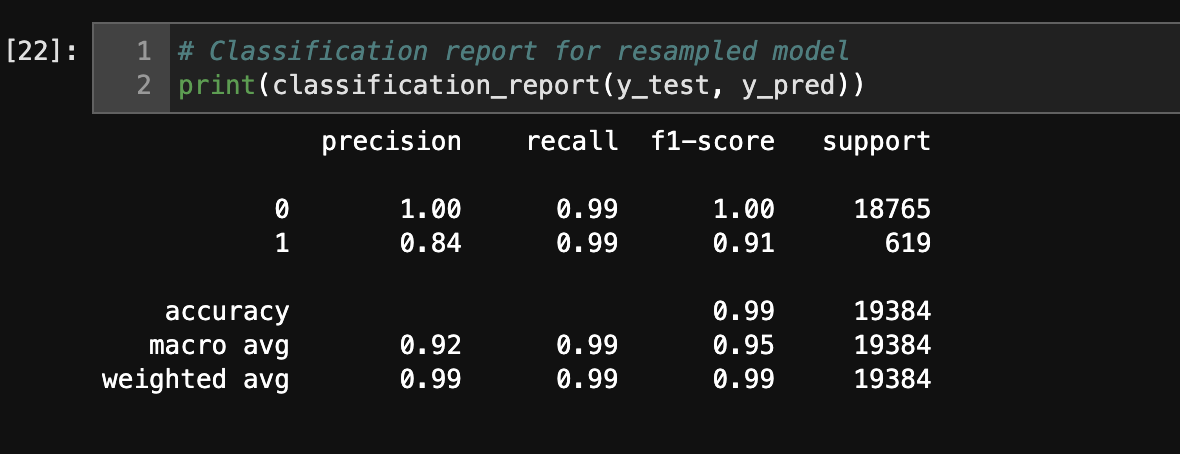 [22]: 1 # Classification report for resampled model
2 print(classification_report(y_test, y_pred))
precision recall f1-score support
0 1.00 0.99 1.00 18765
1 0.84 0.99 0.91 619
accuracy 0.99 19384
macro avg 0.92 0.99 0.95 19384
weighted avg 0.99 0.99 0.99 19384